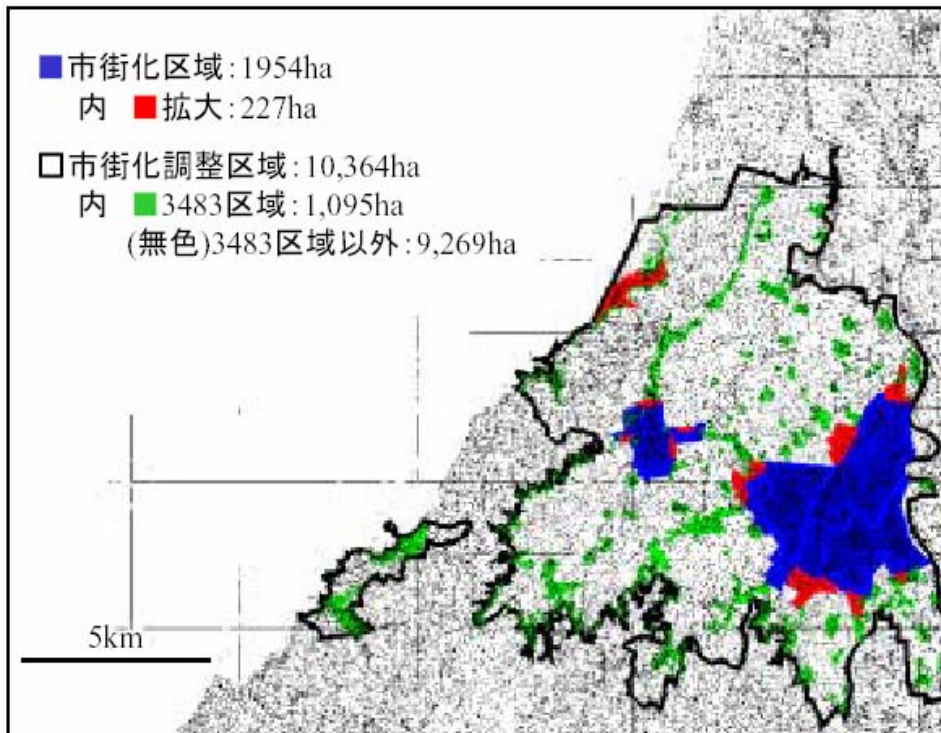 市街化区域:1954ha
内 拡大:227ha
市街化調整区域:10,364ha
内 3483区域:1,095ha
(無色)3483区域以外:9,269ha
5km